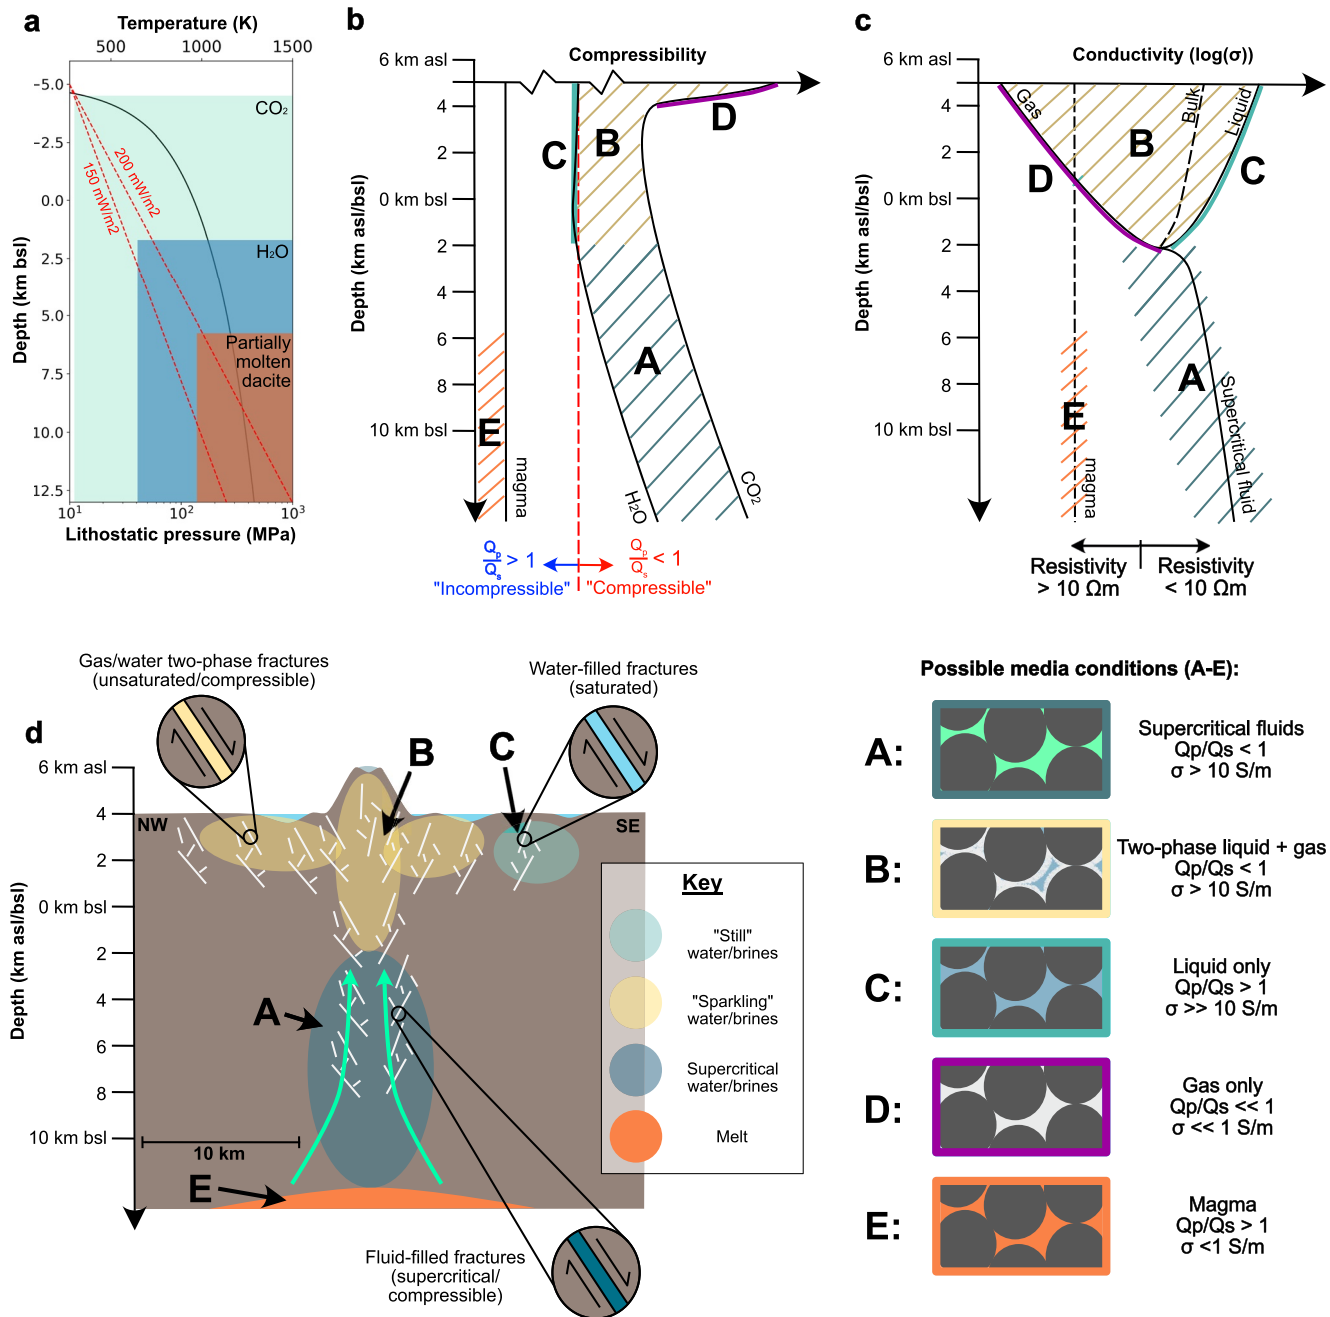 a
Temperature (K)
500
1000
1500
−5.0
−2.5
0.0
2.5
5.0
7.5
10.0
12.5
Depth (km bsl)
CO₂
200 mW/m2
150 mW/m2
H₂O
Partially
molten
dacite
10¹
10²
10³
Lithostatic pressure (MPa)
b
Compressibility
6 km asl
4
2
0 km bsl
2
4
6
8
10 km bsl
Depth (km asl/bsl)
D
C
B
A
E
magma
H₂O
CO₂
Qp/Qs > 1
"Incompressible"
Qp/Qs < 1
"Compressible"
c
Conductivity (log(σ))
6 km asl
4
2
0 km bsl
2
4
6
8
10 km bsl
Depth (km asl/bsl)
Gas
Bulk
Liquid
B
D
C
A
E
magma
Supercritical fluid
Resistivity
> 10 Ωm
Resistivity
< 10 Ωm
d
Gas/water two-phase fractures
(unsaturated/compressible)
Water-filled fractures
(saturated)
B
C
6 km asl
4
2
0 km bsl
2
4
6
8
10 km bsl
Depth (km asl/bsl)
NW
SE
A
E
10 km
Key
"Still"
water/brines
"Sparkling"
water/brines
Supercritical
water/brines
Melt
Fluid-filled fractures
(supercritical/
compressible)
Possible media conditions (A-E):
A:
Supercritical fluids
Qp/Qs < 1
σ > 10 S/m
B:
Two-phase liquid + gas
Qp/Qs < 1
σ > 10 S/m
C:
Liquid only
Qp/Qs > 1
σ >> 10 S/m
D:
Gas only
Qp/Qs << 1
σ << 1 S/m
E:
Magma
Qp/Qs > 1
σ <1 S/m